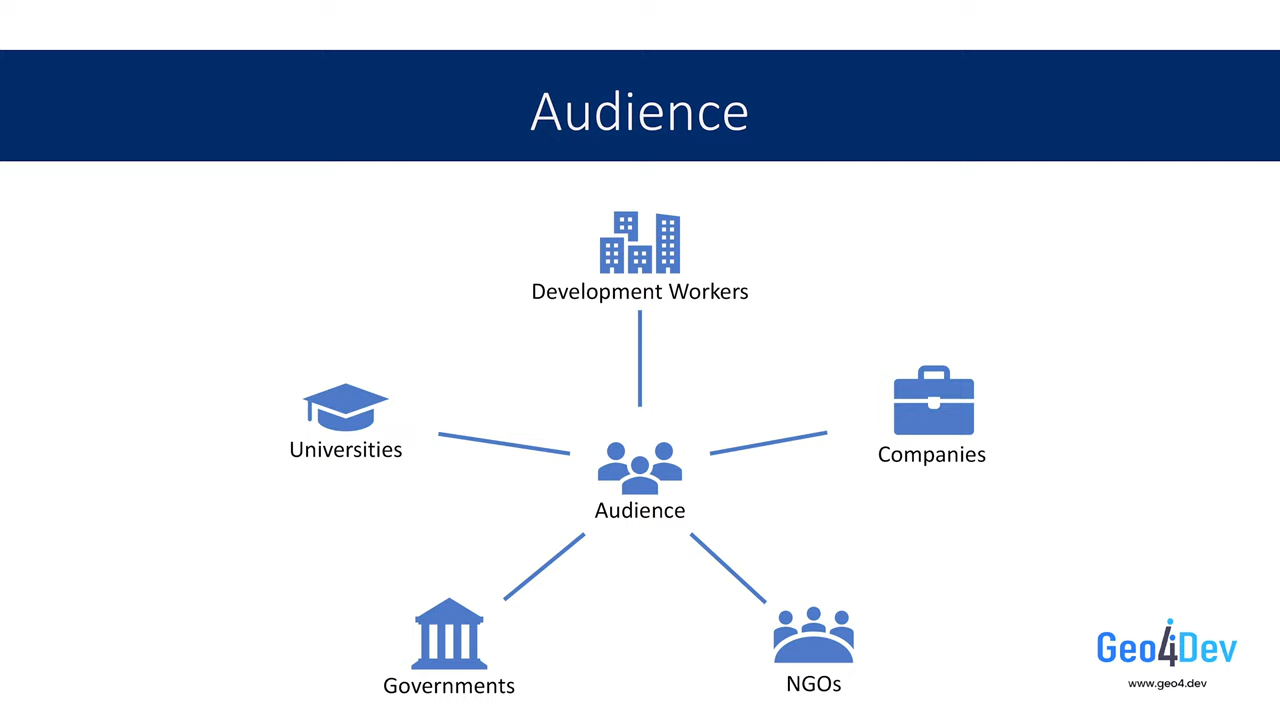 Audience
Development Workers
Universities
Companies
Audience
Governments
NGOs
Geo4Dev
www.geo4.dev